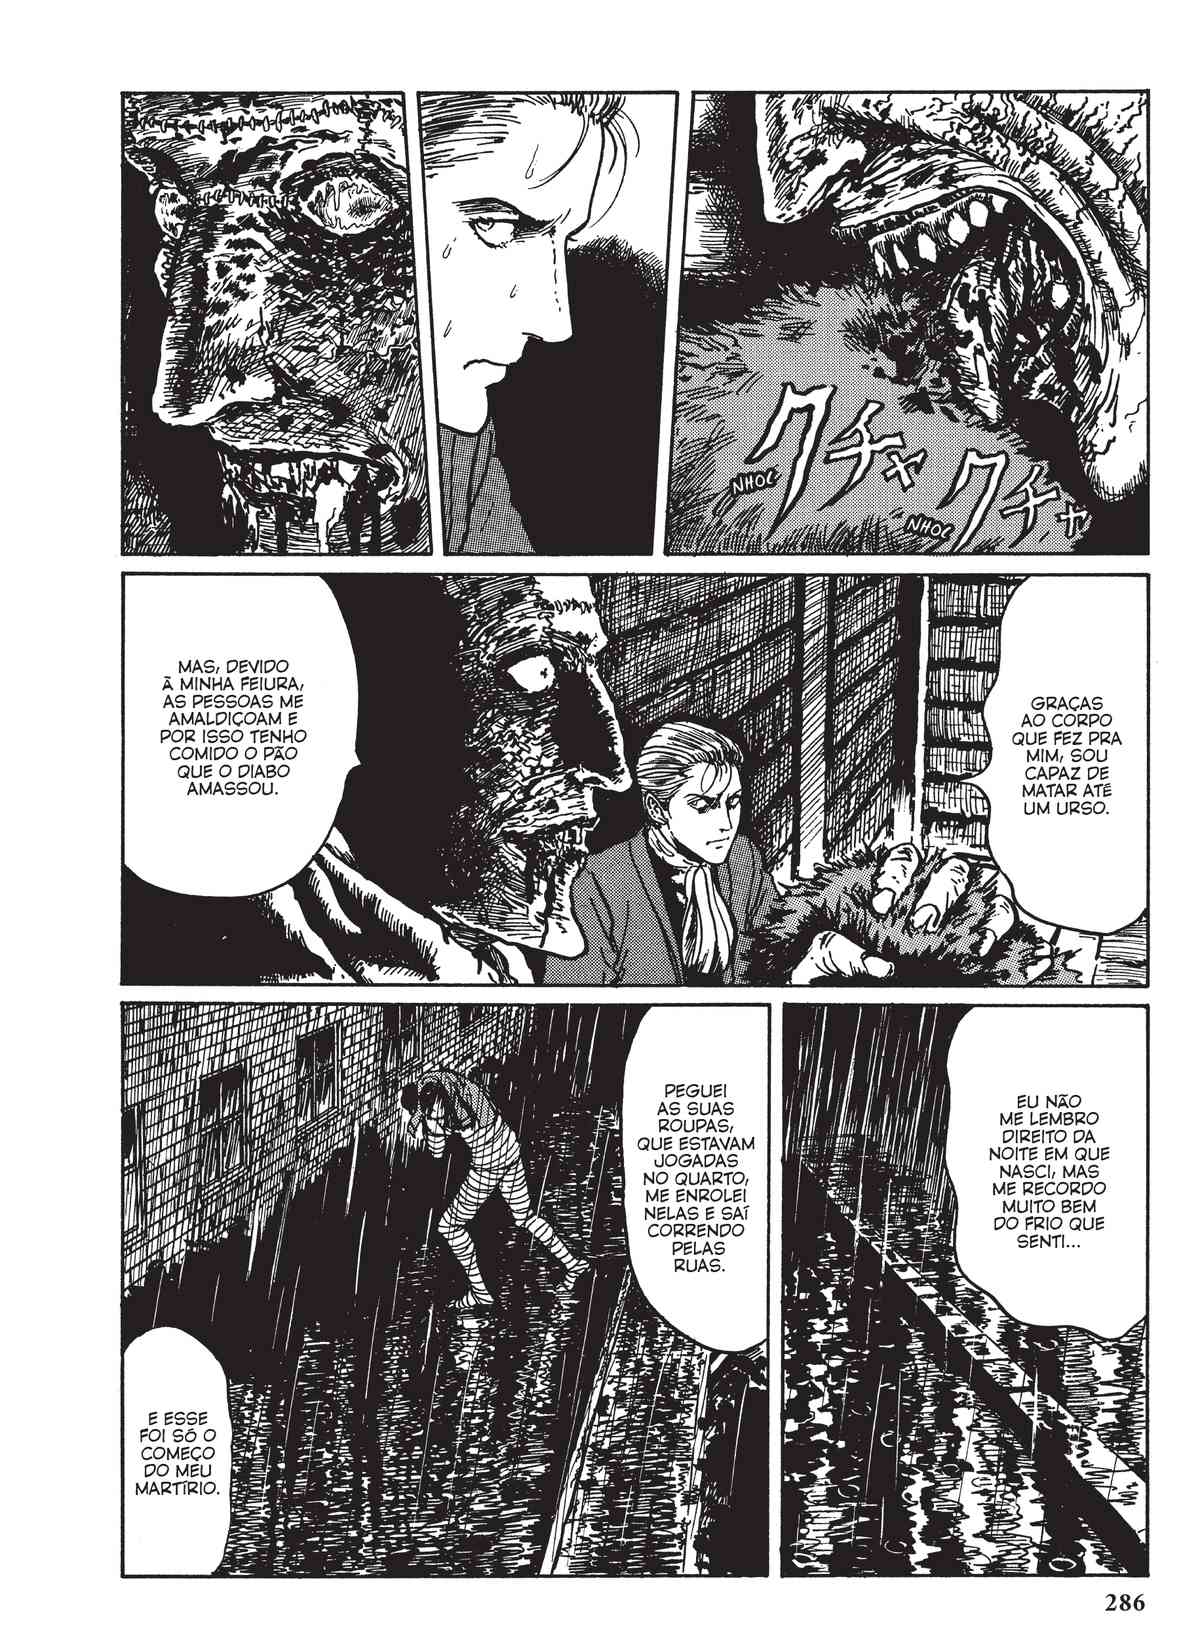 クチャ クチャ
NHOC
NHOC
GRAÇAS
AO CORPO
QUE FEZ PRA
MIM, SOU
CAPAZ DE
MATAR ATÉ
UM URSO.
MAS, DEVIDO
À MINHA FEIURA,
AS PESSOAS ME
AMALDIÇOAM E
POR ISSO TENHO
COMIDO O PÃO
QUE O DIABO
AMASSOU.
EU NÃO
ME LEMBRO
DIREITO DA
NOITE EM QUE
NASCI, MAS
ME RECORDO
MUITO BEM
DO FRIO QUE
SENTI...
PEGUEI
AS SUAS
ROUPAS,
QUE ESTAVAM
JOGADAS
NO QUARTO,
ME ENROLEI
NELAS E SAÍ
CORRENDO
PELAS
RUAS.
E ESSE
FOI SÓ O
COMEÇO
DO MEU
MARTÍRIO.
286